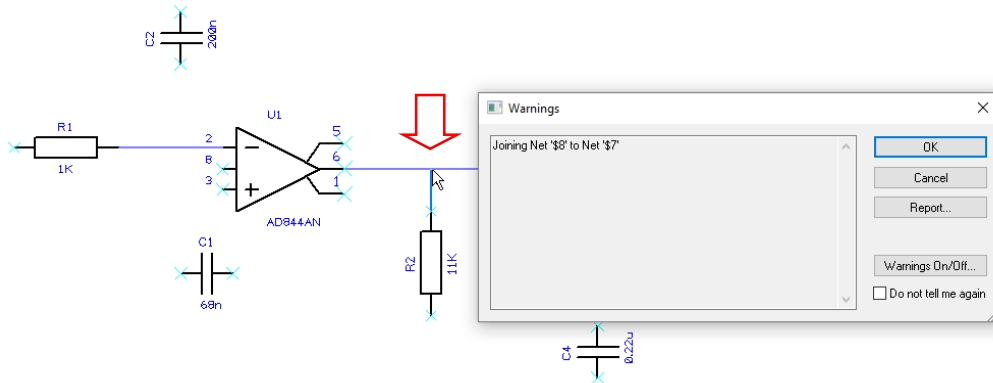 C2
200n
U1
R1
1K
2
8
3
5
6
1
AD844AN
C1
68n
R2
11K
C4
0.22u
Warnings
Joining Net '$8' to Net '$7'
OK
Cancel
Report...
Warnings On/Off...
Do not tell me again